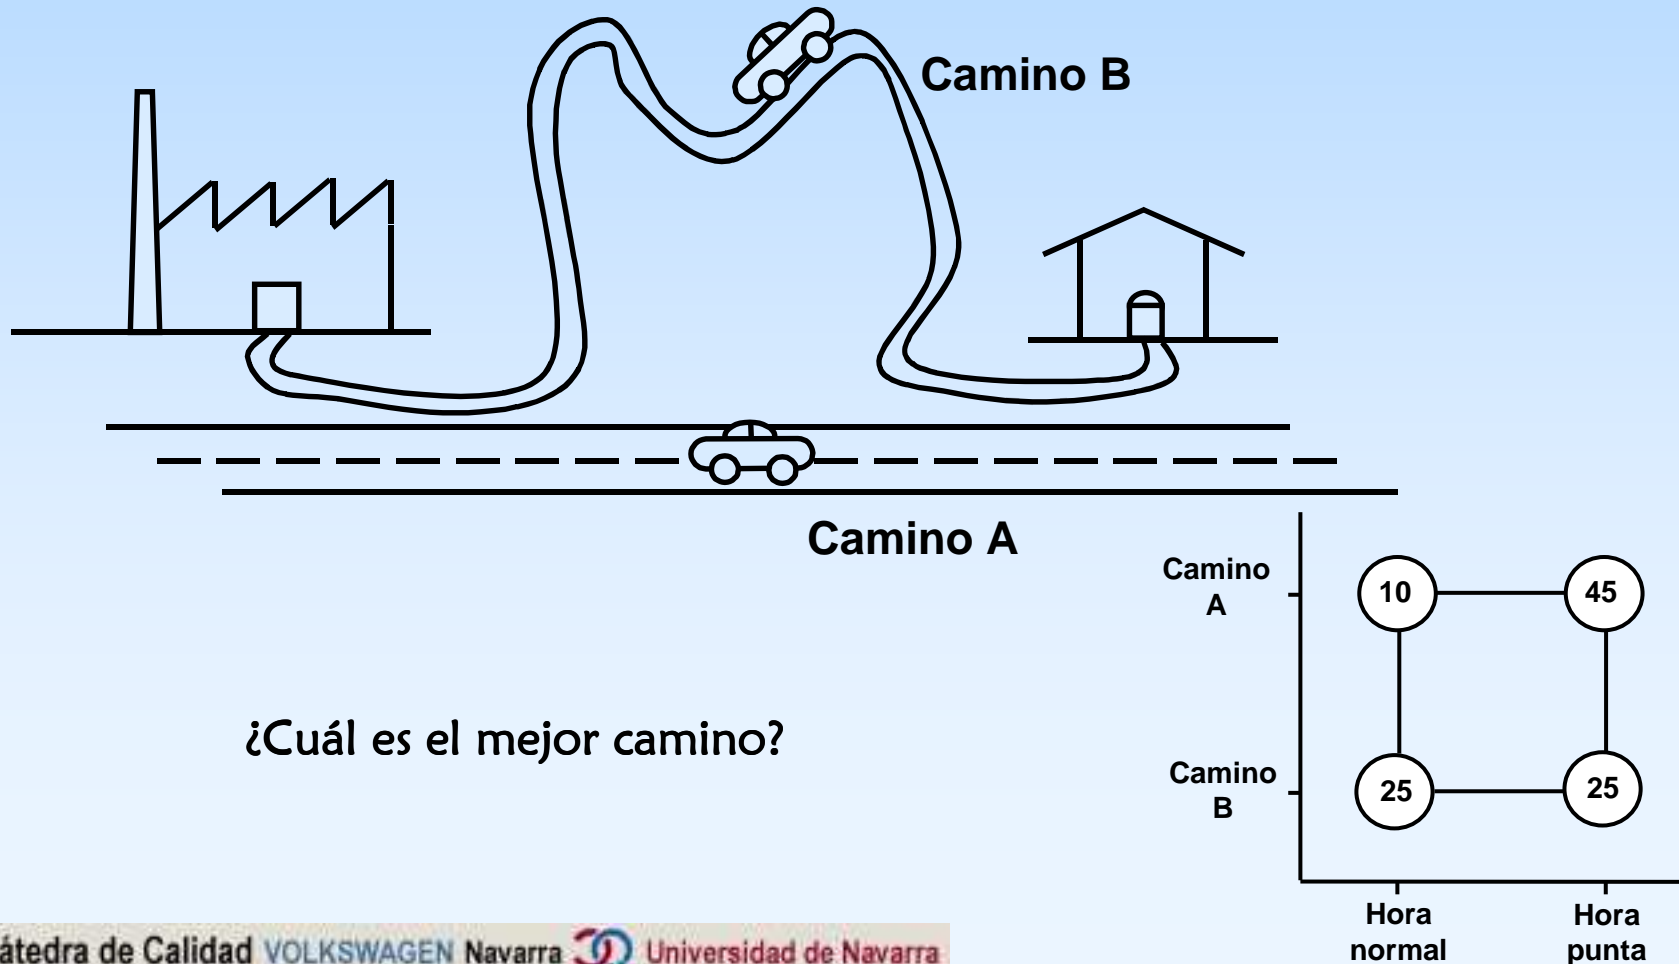 Camino B
Camino A
Camino
A
10
45
¿Cuál es el mejor camino?
Camino
B
25
25
Hora
normal
Hora
punta
átedra de Calidad VOLKSWAGEN Navarra Universidad de Navarra